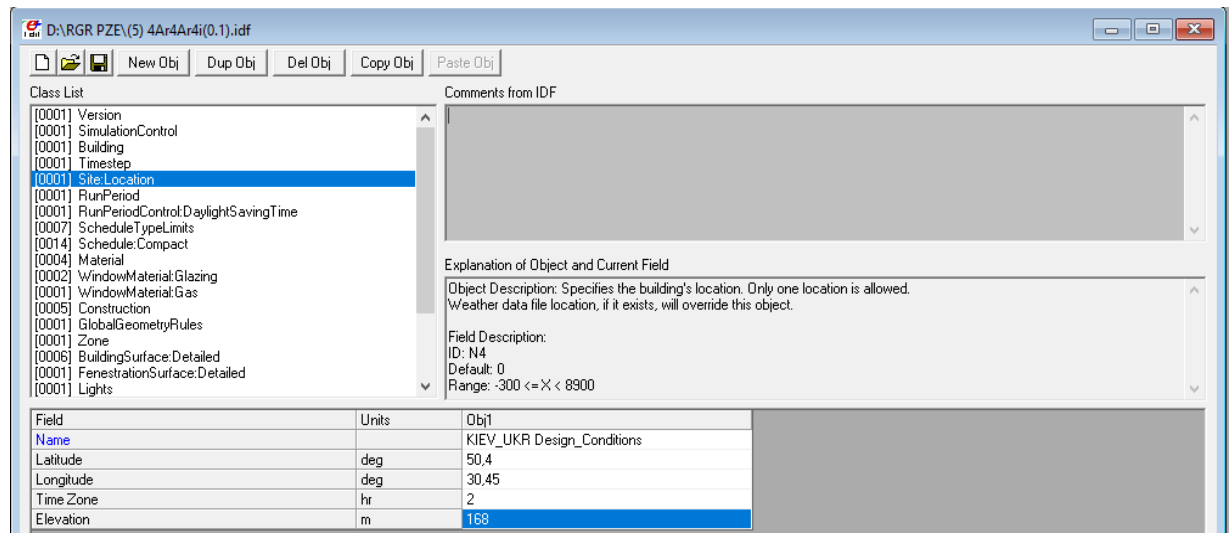 D:\RGR PZE\(5) 4Ar4Ar4i(0.1).idf
New Obj Dup Obj Del Obj Copy Obj Paste Obj
Class List
[0001] Version
[0001] SimulationControl
[0001] Building
[0001] Timestep
[0001] Site:Location
[0001] RunPeriod
[0001] RunPeriodControl:DaylightSavingTime
[0007] ScheduleTypeLimits
[0014] Schedule:Compact
[0004] Material
[0002] WindowMaterial:Glazing
[0001] WindowMaterial:Gas
[0005] Construction
[0001] GlobalGeometryRules
[0001] Zone
[0006] BuildingSurface:Detailed
[0001] FenestrationSurface:Detailed
[0001] Lights
Comments from IDF
Explanation of Object and Current Field
Object Description: Specifies the building's location. Only one location is allowed.
Weather data file location, if it exists, will override this object.
Field Description:
ID: N4
Default: 0
Range: -300 <= X < 8900
Field Units Obj1
Name KIEV_UKR Design_Conditions
Latitude deg 50,4
Longitude deg 30,45
Time Zone hr 2
Elevation m 168